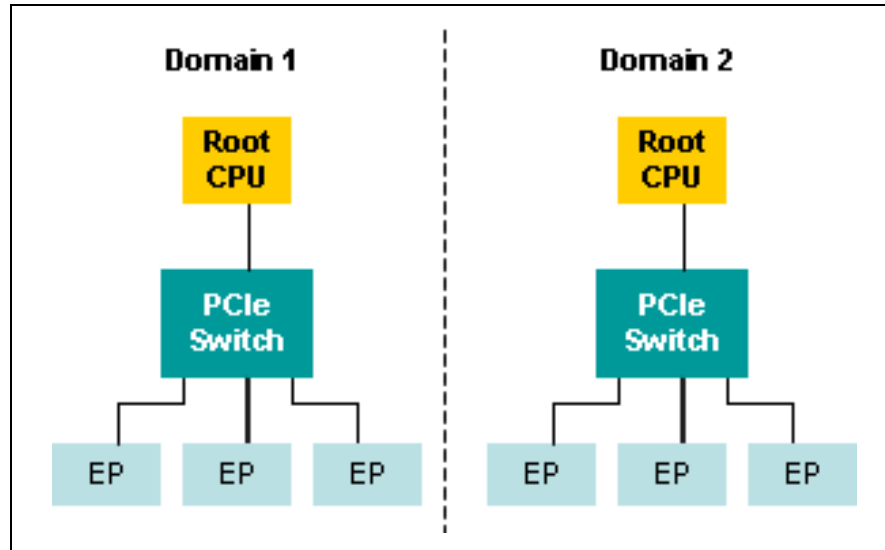 Domain 1
Root
CPU
PCIe
Switch
EP
EP
EP
Domain 2
Root
CPU
PCIe
Switch
EP
EP
EP